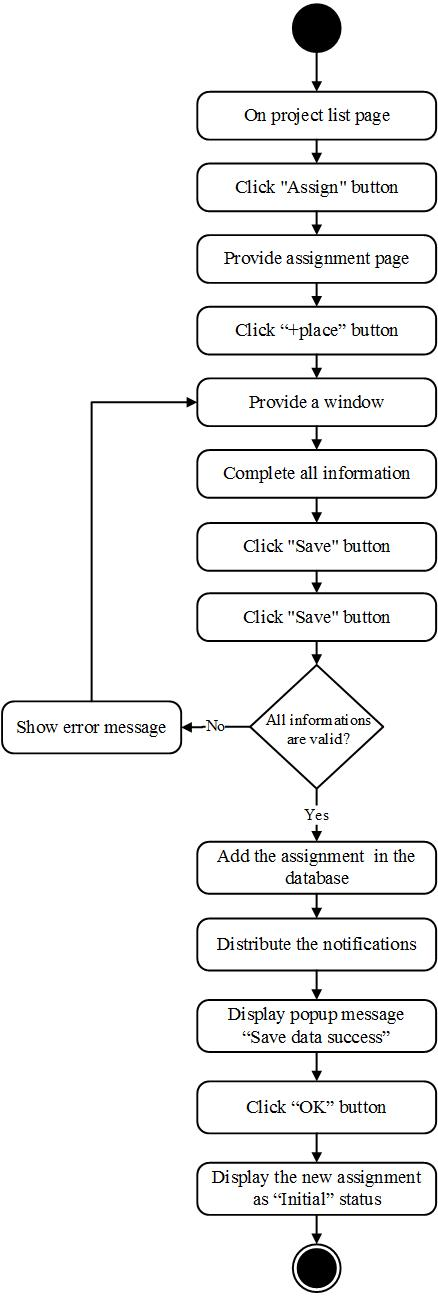 On project list page
Click "Assign" button
Provide assignment page
Click “+place” button
Provide a window
Complete all information
Click "Save" button
Click "Save" button
All informations
are valid?
No
Show error message
Yes
Add the assignment in the
database
Distribute the notifications
Display popup message
“Save data success”
Click “OK” button
Display the new assignment
as “Initial” status